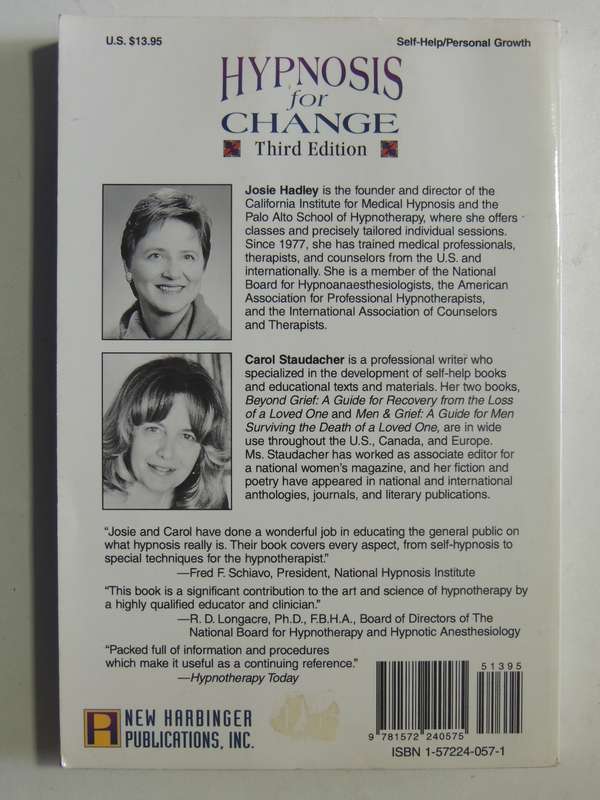 U.S. $13.95
Self-Help/Personal Growth
HYPNOSIS
for
CHANGE
Third Edition
Josie Hadley is the founder and director of the
California Institute for Medical Hypnosis and the
Palo Alto School of Hypnotherapy, where she offers
classes and precisely tailored individual sessions.
Since 1977, she has trained medical professionals,
therapists, and counselors from the U.S. and
internationally. She is a member of the National
Board for Hypnoanaesthesiologists, the American
Association for Professional Hypnotherapists,
and the International Association of Counselors
and Therapists.
Carol Staudacher is a professional writer who
specialized in the development of self-help books
and educational texts and materials. Her two books,
Beyond Grief: A Guide for Recovery from the Loss
of a Loved One and Men & Grief: A Guide for Men
Surviving the Death of a Loved One, are in wide
use throughout the U.S., Canada, and Europe.
Ms. Staudacher has worked as associate editor for
a national women's magazine, and her fiction and
poetry have appeared in national and international
anthologies, journals, and literary publications.
"Josie and Carol have done a wonderful job in educating the general public on
what hypnosis really is. Their book covers every aspect, from self-hypnosis to
special techniques for the hypnotherapist."
—Fred F. Schiavo, President, National Hypnosis Institute
"This book is a significant contribution to the art and science of hypnotherapy by
a highly qualified educator and clinician."
—R. D. Longacre, Ph.D., F.B.H.A., Board of Directors of The
National Board for Hypnotherapy and Hypnotic Anesthesiology
"Packed full of information and procedures
which make it useful as a continuing reference."
—Hypnotherapy Today
NEW HARBINGER
PUBLICATIONS, INC.
51395
9 781572 240575
ISBN 1-57224-057-1